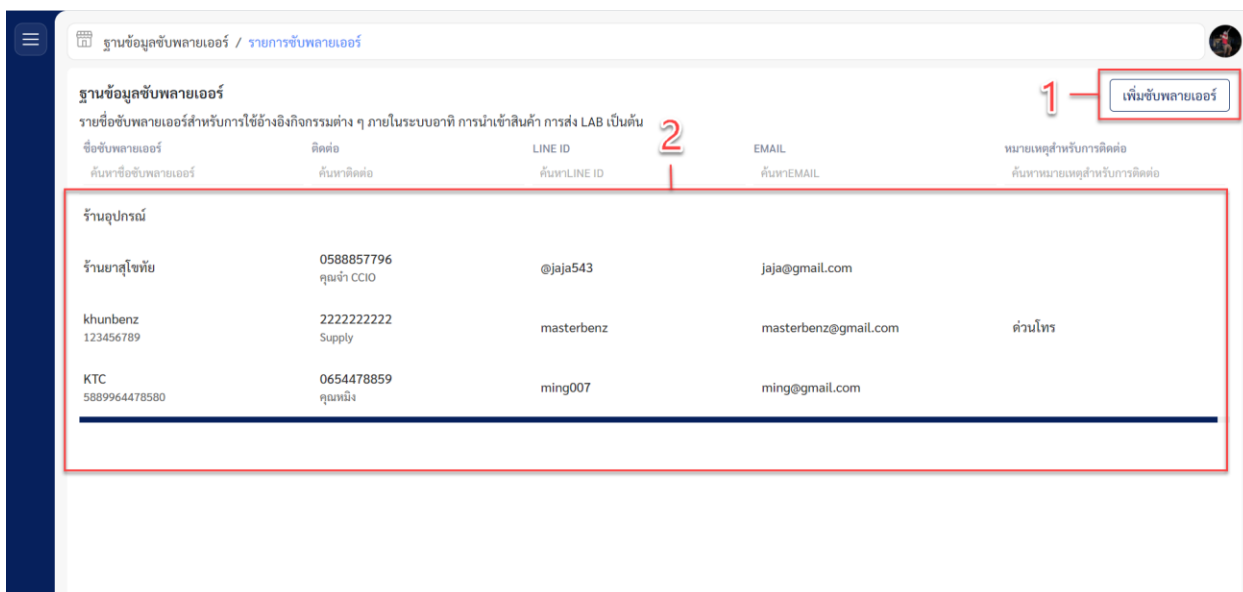 ฐานข้อมูลซับพลายเออร์ / รายการซับพลายเออร์
ฐานข้อมูลซับพลายเออร์
1
เพิ่มซับพลายเออร์
รายชื่อซับพลายเออร์สำหรับการใช้อ้างอิงกิจกรรมต่าง ๆ ภายในระบบอาทิ การนำเข้าสินค้า การส่ง LAB เป็นต้น
2
ชื่อซับพลายเออร์ ติดต่อ LINE ID EMAIL หมายเหตุสำหรับการติดต่อ
ค้นหาชื่อซับพลายเออร์ ค้นหาติดต่อ ค้นหาLINE ID ค้นหาEMAIL ค้นหาหมายเหตุสำหรับการติดต่อ
ร้านอุปกรณ์
ร้านยาสุโขทัย 0588857796 @jaja543 jaja@gmail.com
คุณจ๋า CCIO
khunbenz 2222222222 masterbenz masterbenz@gmail.com ด่วนโทร
123456789 Supply
KTC 0654478859 ming007 ming@gmail.com
5889964478580 คุณหมิง